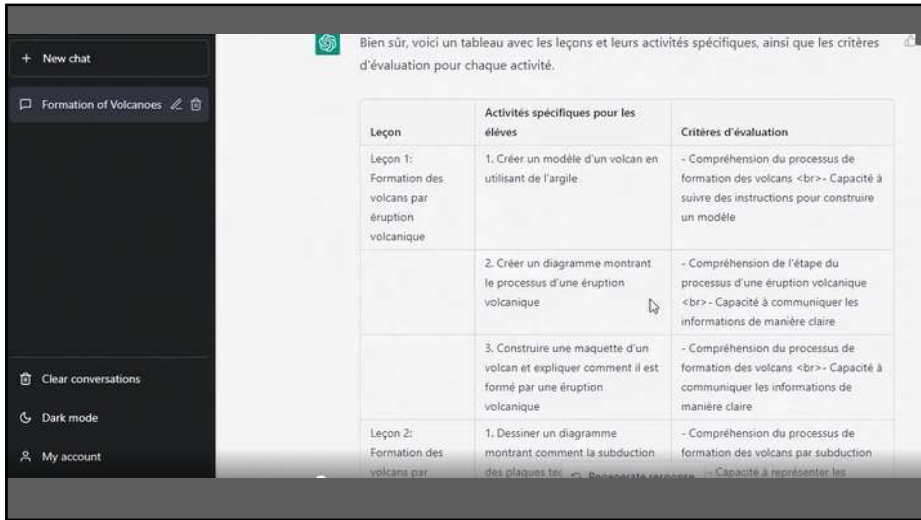 + New chat
Formation of Volcanoes
Clear conversations
Dark mode
My account
Bien sûr, voici un tableau avec les leçons et leurs activités spécifiques, ainsi que les critères
d'évaluation pour chaque activité.
Leçon
Activités spécifiques pour les
éléves
Critères d'évaluation
Leçon 1:
Formation des
volcans par
éruption
volcanique
1. Créer un modèle d'un volcan en
utilisant de l'argile
- Compréhension du processus de
formation des volcans <br>- Capacité à
suivre des instructions pour construire
un modèle
2. Créer un diagramme montrant
le processus d'une éruption
volcanique
- Compréhension de l'étape du
processus d'une éruption volcanique
<br>- Capacité à communiquer les
informations de manière claire
3. Construire une maquette d'un
volcan et expliquer comment il est
formé par une éruption
volcanique
- Compréhension du processus de
formation des volcans <br>- Capacité à
communiquer les informations de
manière claire
Leçon 2:
Formation des
volcans par
1. Dessiner un diagramme
montrant comment la subduction
des plaques tec
- Compréhension du processus de
formation des volcans par subduction
- Capacité à représenter les
Regenerate response